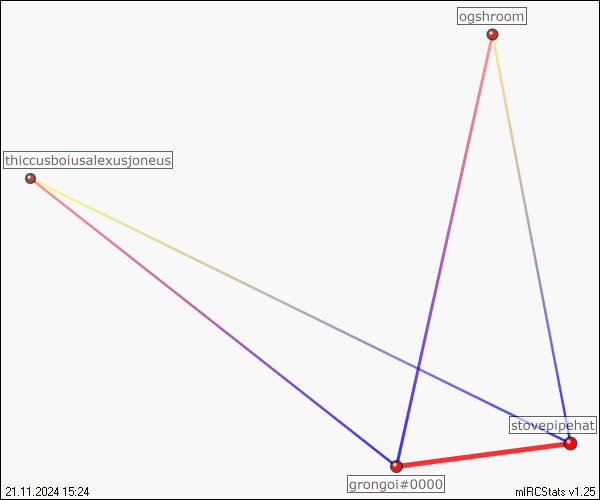 ogshroom
thiccusboiusalexusjoneus
stovepipehat
grongoi#0000
21.11.2024 15:24
mIRCStats v1.25